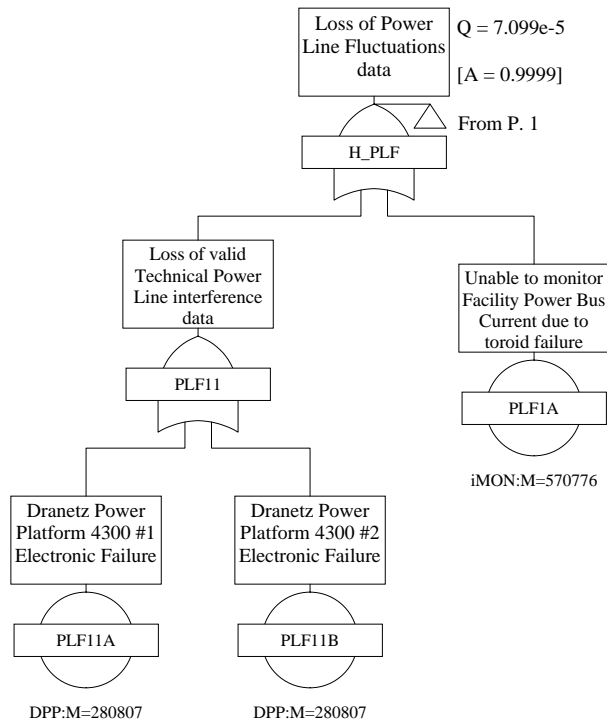 Loss of Power
Line Fluctuations
data
Q = 7.099e-5
[A = 0.9999]
From P. 1
H_PLF
Loss of valid
Technical Power
Line interference
data
PLF11
Unable to monitor
Facility Power Bus
Current due to
toroid failure
PLF1A
iMON:M=570776
Dranetz Power
Platform 4300 #1
Electronic Failure
PLF11A
DPP:M=280807
Dranetz Power
Platform 4300 #2
Electronic Failure
PLF11B
DPP:M=280807